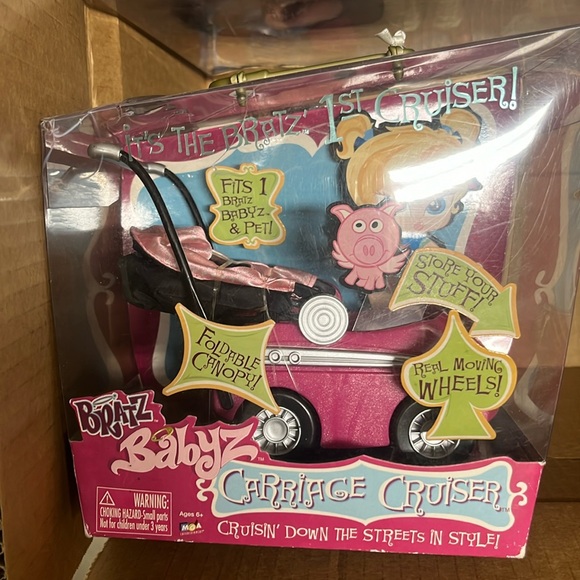 IT'S THE BRATZ 1ST CRUISER!
FITS 1
BRATZ
BABYZ
& PET!
STORE YOUR
STUFF!
FOLDABLE
CANOPY!
REAL MOVING
WHEELS!
BRATZ
BABYZ
CARRIAGE CRUISER
CRUISIN' DOWN THE STREETS IN STYLE!
WARNING:
CHOKING HAZARD-Small parts
Not for children under 3 years
Ages 6+
MGA